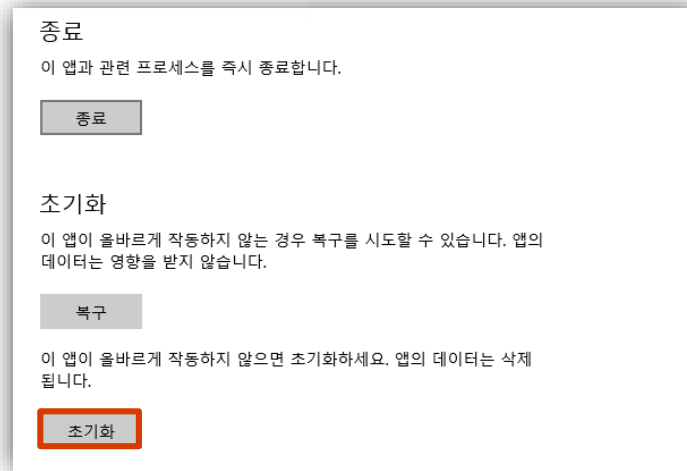 종료
이 앱과 관련 프로세스를 즉시 종료합니다.
종료
초기화
이 앱이 올바르게 작동하지 않는 경우 복구를 시도할 수 있습니다. 앱의
데이터는 영향을 받지 않습니다.
복구
이 앱이 올바르게 작동하지 않으면 초기화하세요. 앱의 데이터는 삭제
됩니다.
초기화